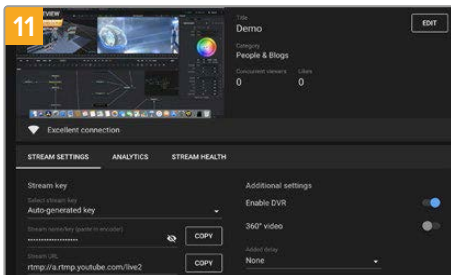 11
PREVIEW
Title
Demo
EDIT
Category
People & Blogs
Concurrent viewers Likes
0 0
Excellent connection
STREAM SETTINGS ANALYTICS STREAM HEALTH
Stream key Additional settings
Select stream key
Auto-generated key
Enable DVR
Stream name/key (paste in encoder)
COPY
360° video
Stream URL
rtmp://a.rtmp.youtube.com/live2
COPY
Added delay
None